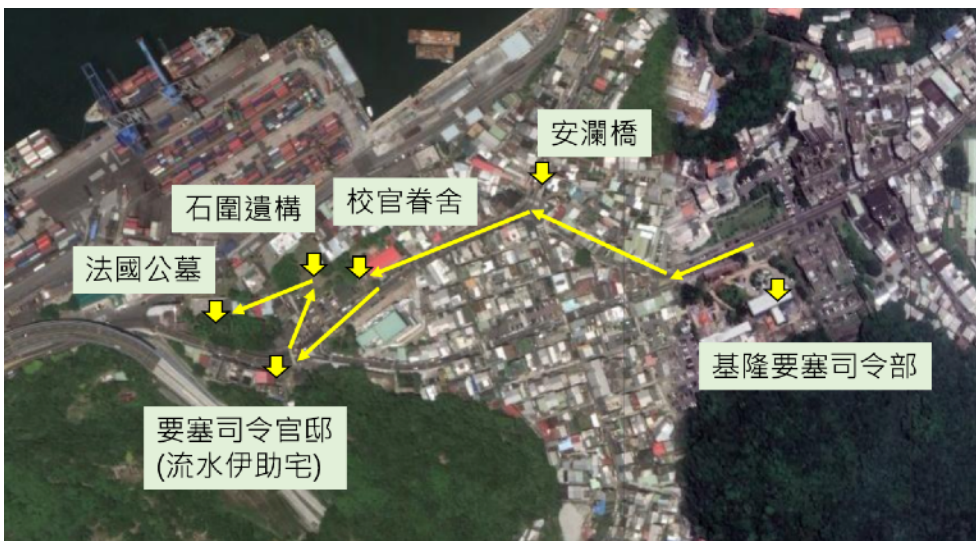 安瀾橋
石圍遺構
校官眷舍
法國公墓
基隆要塞司令部
要塞司令官邸
(流水伊助宅)